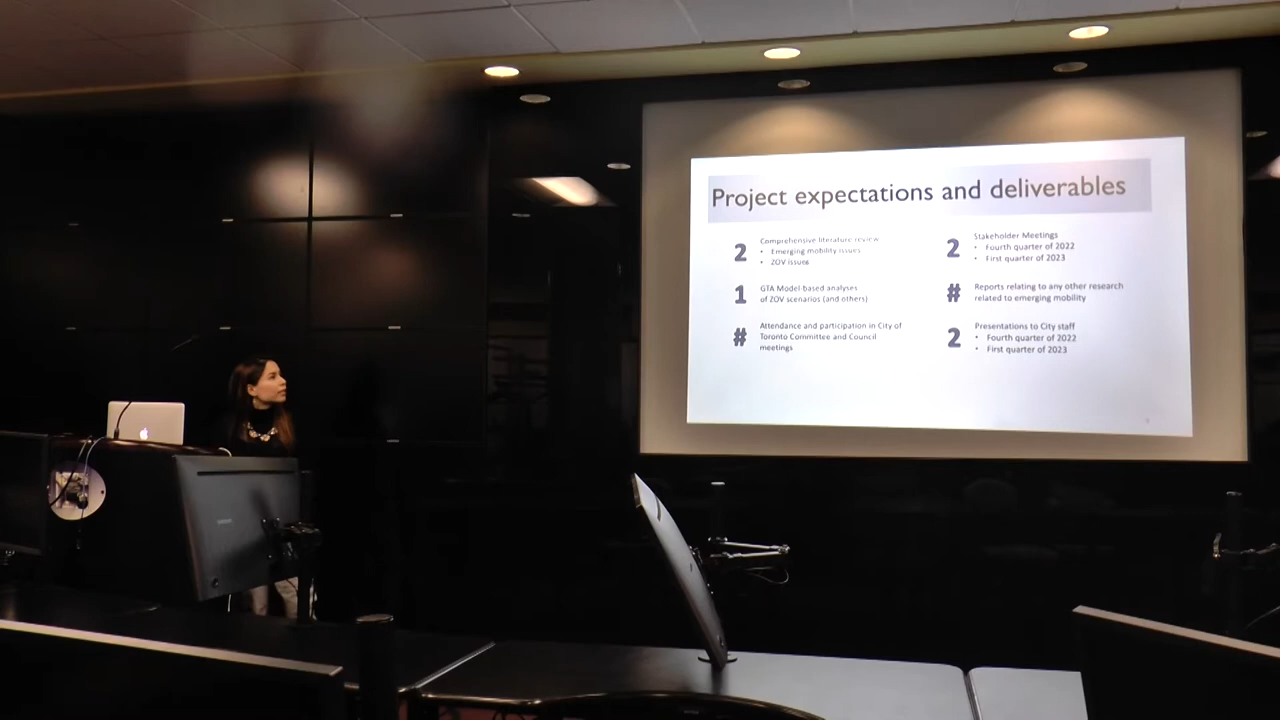 Project expectations and deliverables
2
Comprehensive literature review
• Emerging mobility issues
• ZOV issues
1
GTA Model-based analyses
of ZOV scenarios (and others)
#
Attendance and participation in City of
Toronto Committee and Council
meetings
2
Stakeholder Meetings
• Fourth quarter of 2022
• First quarter of 2023
#
Reports relating to any other research
related to emerging mobility
2
Presentations to City staff
• Fourth quarter of 2022
• First quarter of 2023